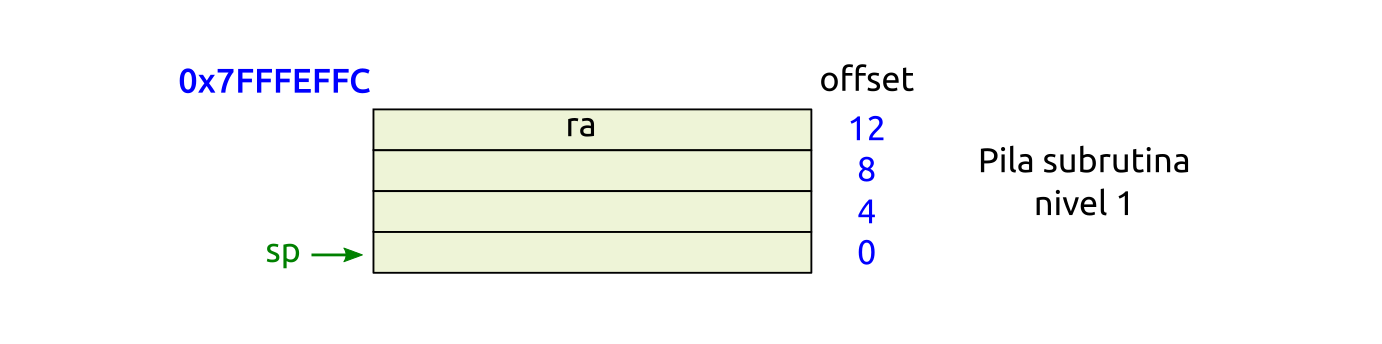 0x7FFFEFFC
offset
ra
12
8
4
sp
0
Pila subrutina
nivel 1